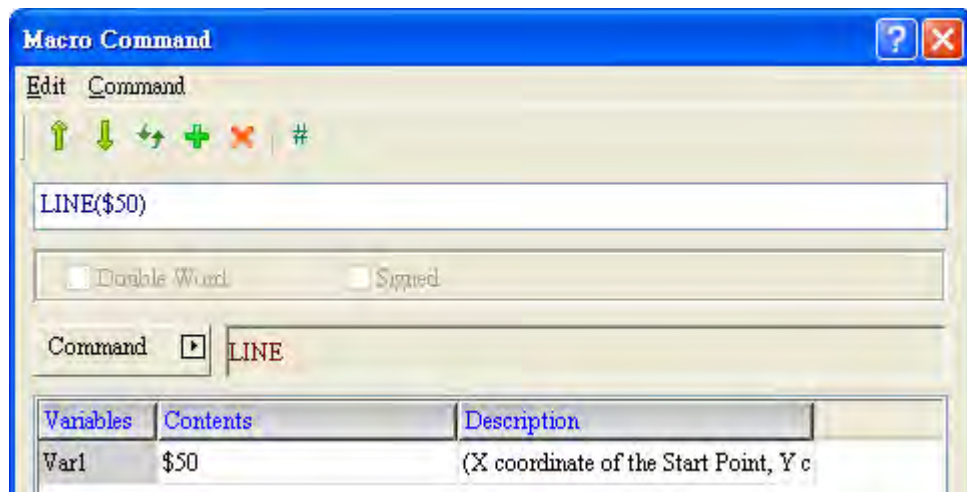 Macro Command
Edit Command
#
LINE($50)
Double Word Signed
Command LINE
Variables Contents Description
Var1 $50 (X coordinate of the Start Point, Y c